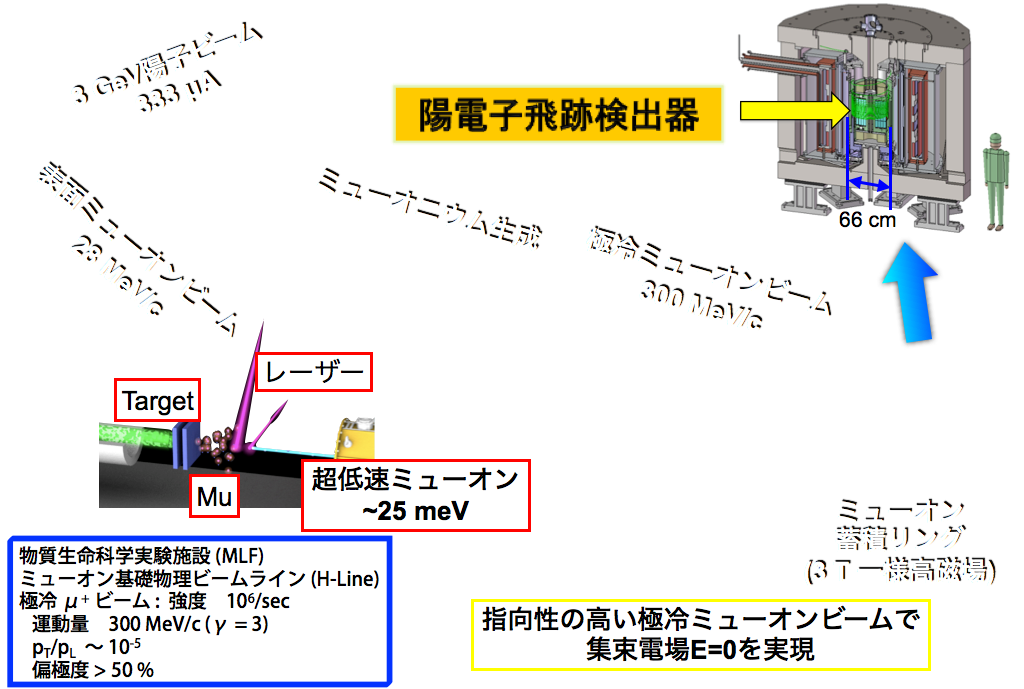 3 GeV陽子ビーム
333 μA
陽電子飛跡検出器
66 cm
表面ミューオンビーム
28 MeV/c
ミューオニウム生成
極冷ミューオンビーム
300 MeV/c
レーザー
Target
Mu
超低速ミューオン
~25 meV
ミューオン
蓄積リング
(3 T 一様高磁場)
物質生命科学実験施設 (MLF)
ミューオン基礎物理ビームライン (H-Line)
極冷 μ⁺ ビーム : 強度 10⁶/sec
運動量 300 MeV/c ( γ = 3)
pT/pL ～ 10⁻⁵
偏極度 > 50 %
指向性の高い極冷ミューオンビームで
集束電場E=0を実現